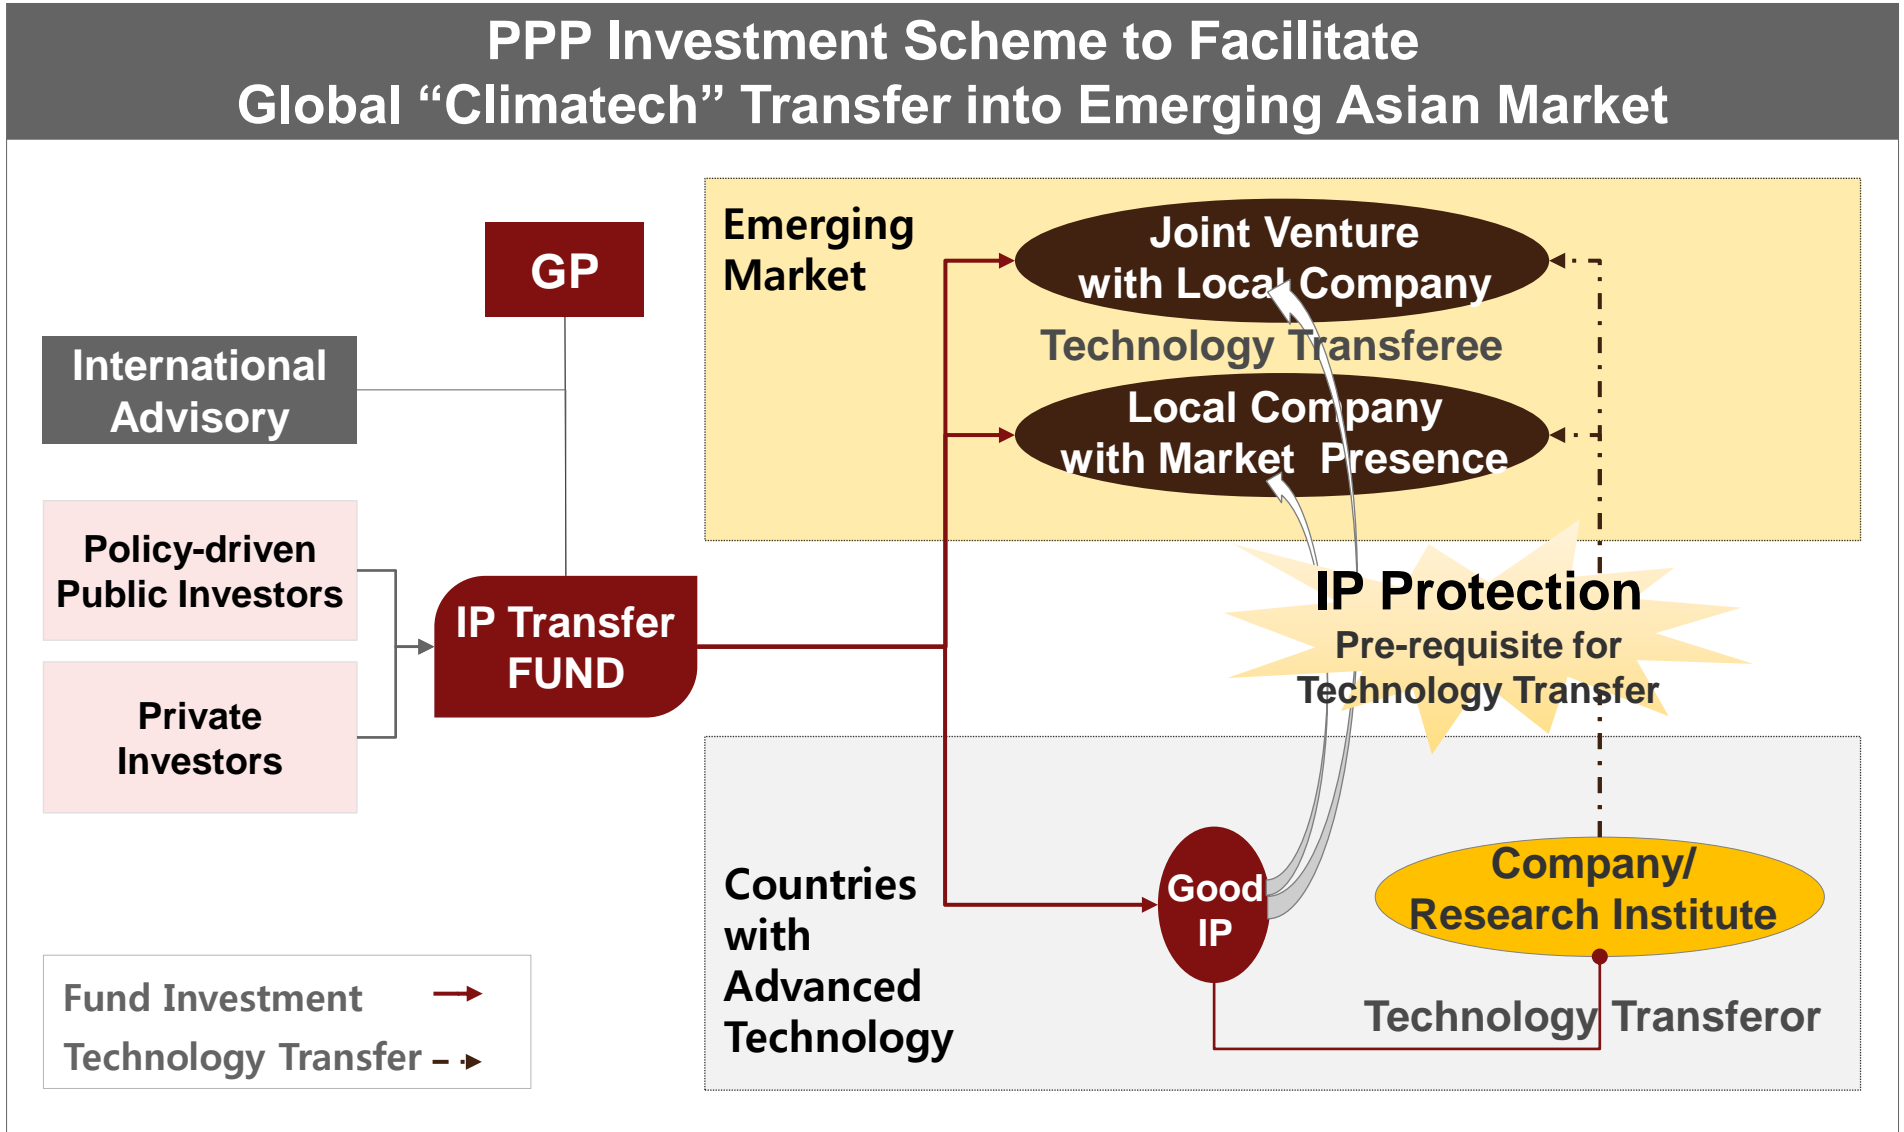 PPP Investment Scheme to Facilitate
Global “Climatech” Transfer into Emerging Asian Market
GP
International
Advisory
Policy-driven
Public Investors
Private
Investors
IP Transfer
FUND
Emerging
Market
Joint Venture
with Local Company
Technology Transferee
Local Company
with Market Presence
IP Protection
Pre-requisite for
Technology Transfer
Countries
with
Advanced
Technology
Good
IP
Company/
Research Institute
Technology Transferor
Fund Investment
Technology Transfer